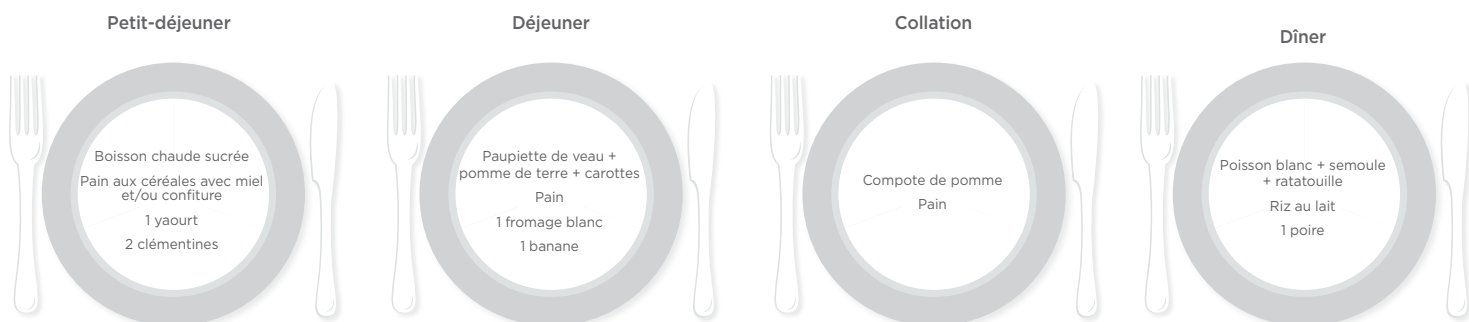 Petit-déjeuner
Boisson chaude sucrée
Pain aux céréales avec miel
et/ou confiture
1 yaourt
2 clémentines
Déjeuner
Paupiette de veau +
pomme de terre + carottes
Pain
1 fromage blanc
1 banane
Collation
Compote de pomme
Pain
Dîner
Poisson blanc + semoule
+ ratatouille
Riz au lait
1 poire